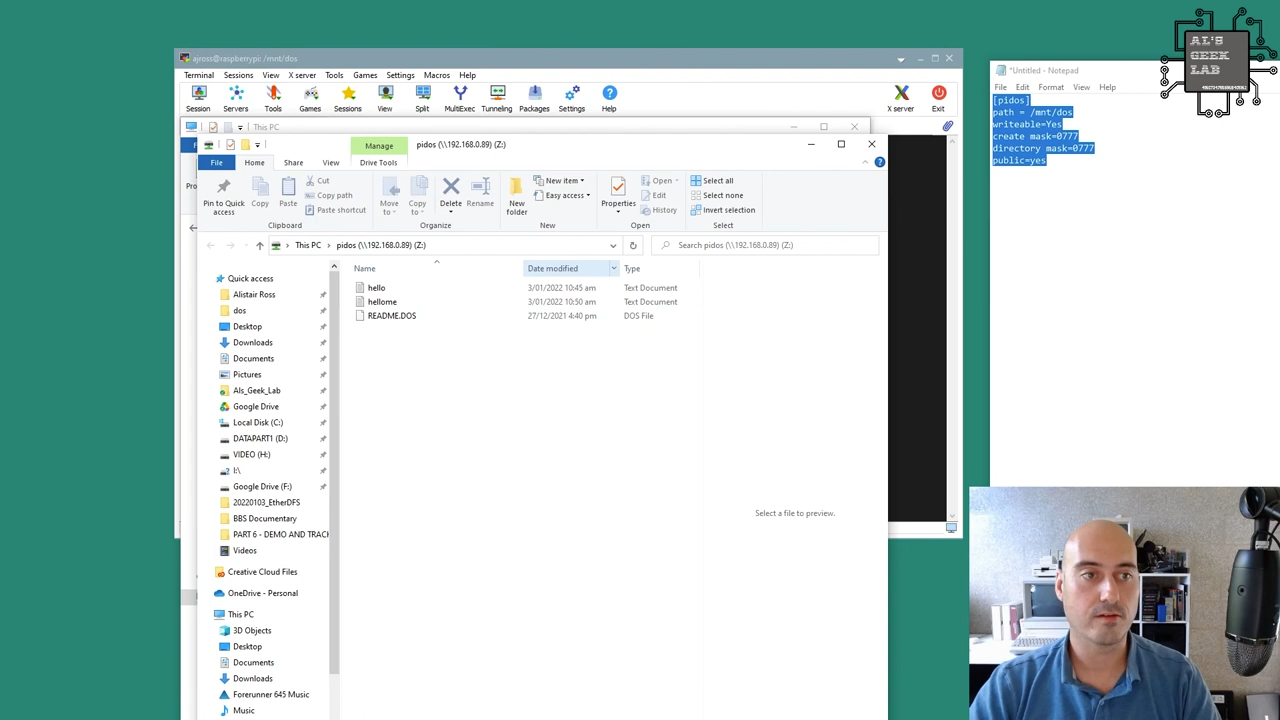 ajross@raspberrypi: /mnt/dos
Terminal Sessions View X server Tools Games Settings Macros Help
Session Servers Tools Games Sessions View Split MultiExec Tunneling Packages Settings Help X server Exit
This PC
Manage pidos (\\192.168.0.89) (Z:)
File Home Share View Drive Tools
Pin to Quick access
Copy
Paste
Cut
Copy path
Paste shortcut
Clipboard
Move to
Copy to
Delete
Rename
Organize
New folder
New item
Easy access
New
Properties
Open
Edit
History
Open
Select all
Select none
Invert selection
Select
This PC pidos (\\192.168.0.89) (Z:)
Search pidos (\\192.168.0.89) (Z:)
Name Date modified Type
hello 3/01/2022 10:45 am Text Document
hellome 3/01/2022 10:50 am Text Document
README.DOS 27/12/2021 4:40 pm DOS File
Select a file to preview.
Quick access
Alistair Ross
dos
Desktop
Downloads
Documents
Pictures
Als_Geek_Lab
Google Drive
Local Disk (C:)
DATAPART1 (D:)
VIDEO (H:)
I:\
Google Drive (F:)
20220103_EtherDFS
BBS Documentary
PART 6 - DEMO AND TRACK
Videos
Creative Cloud Files
OneDrive - Personal
This PC
3D Objects
Desktop
Documents
Downloads
Forerunner 645 Music
Music
*Untitled - Notepad
File Edit Format View Help
[pidos]
path = /mnt/dos
writeable=Yes
create mask=0777
directory mask=0777
public=yes
AL'S
GEEK
LAB